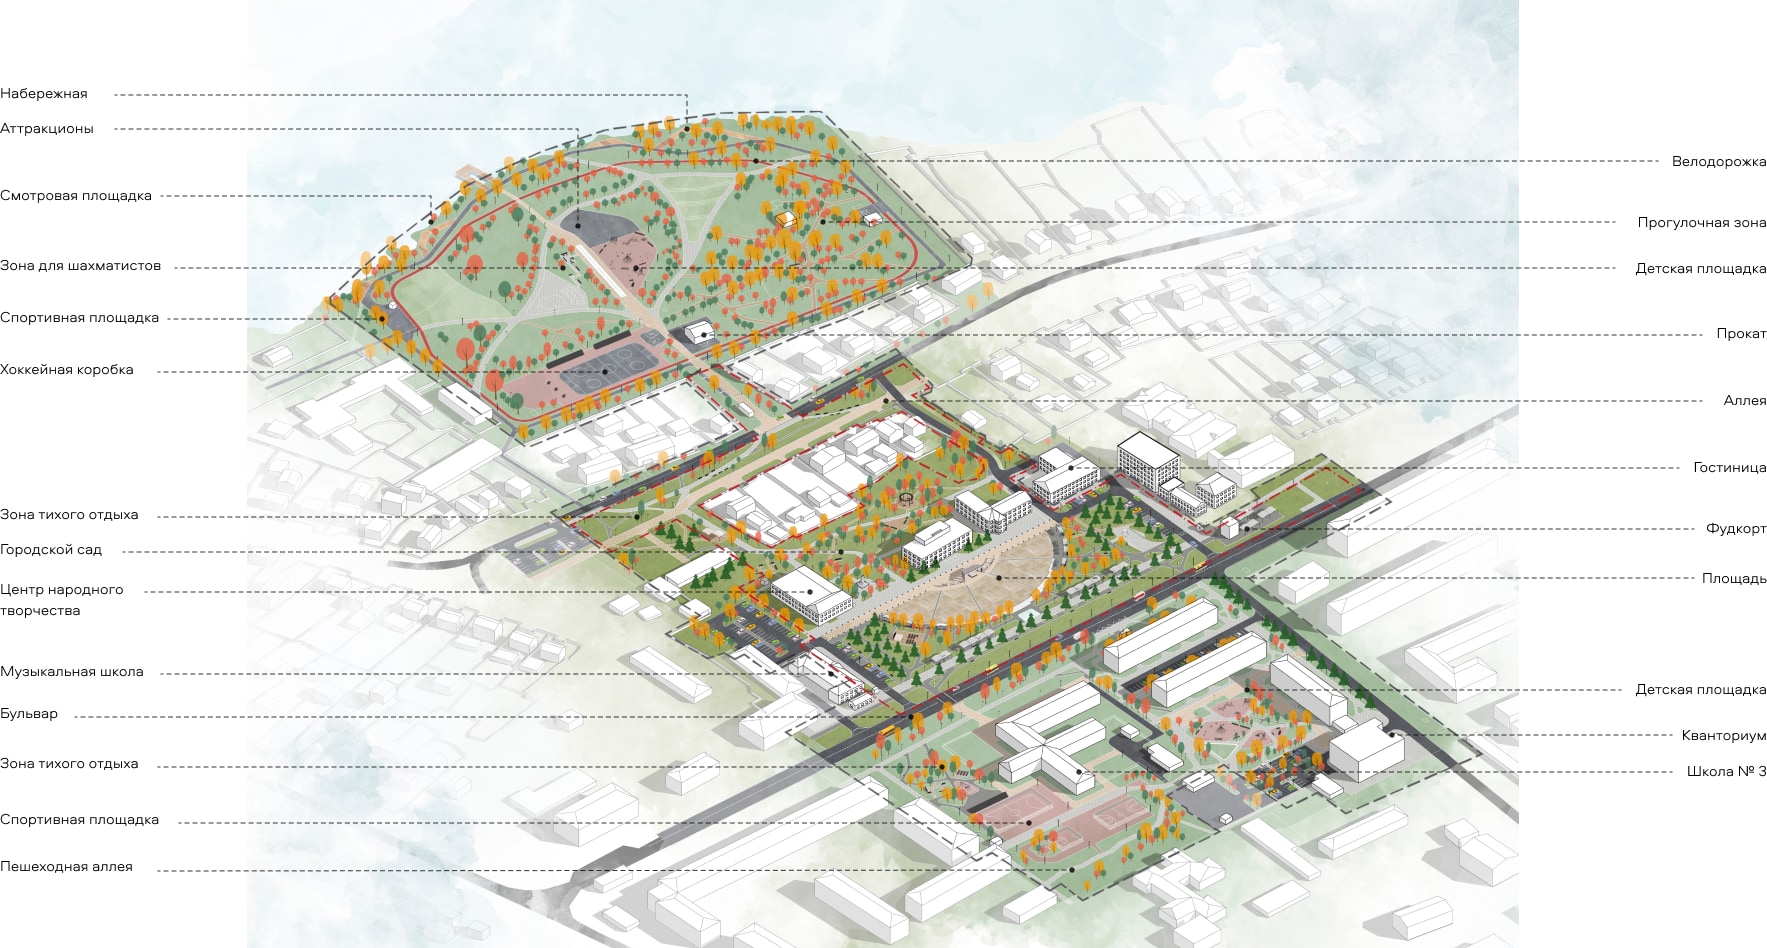 Набережная
Аттракционы
Смотровая площадка
Зона для шахматистов
Спортивная площадка
Хоккейная коробка
Зона тихого отдыха
Городской сад
Центр народного
творчества
Музыкальная школа
Бульвар
Зона тихого отдыха
Спортивная площадка
Пешеходная аллея
Велодорожка
Прогулочная зона
Детская площадка
Прокат
Аллея
Гостиница
Фудкорт
Площадь
Детская площадка
Кванториум
Школа № 3